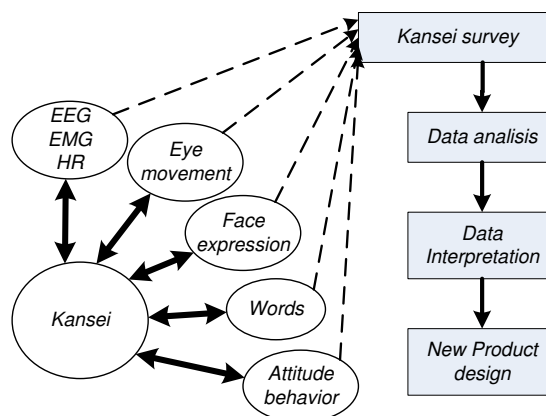 Kansei survey
EEG
EMG
HR
Eye
movement
Data analisis
Face
expression
Data
Interpretation
Kansei
Words
New Product
design
Attitude
behavior